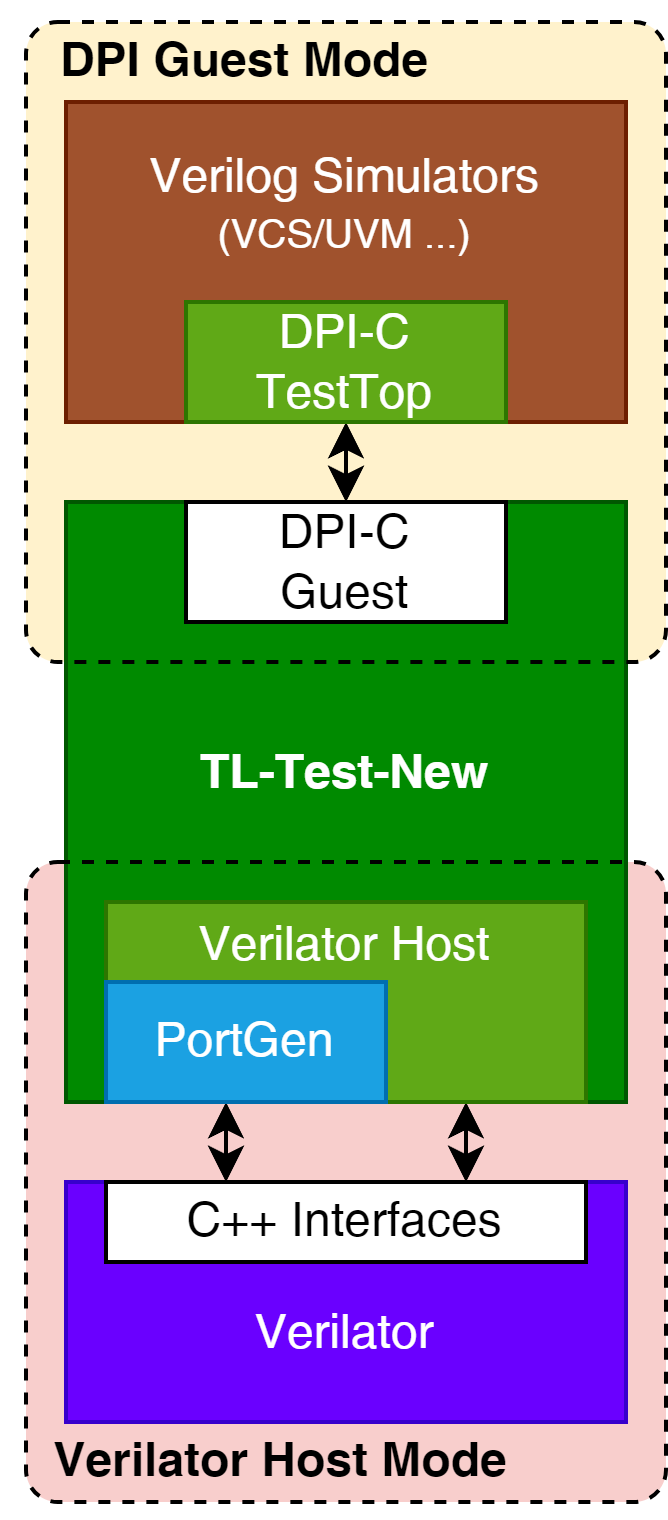 DPI Guest Mode
Verilog Simulators
(VCS/UVM ...)
DPI-C
TestTop
DPI-C
Guest
TL-Test-New
Verilator Host
PortGen
C++ Interfaces
Verilator
Verilator Host Mode